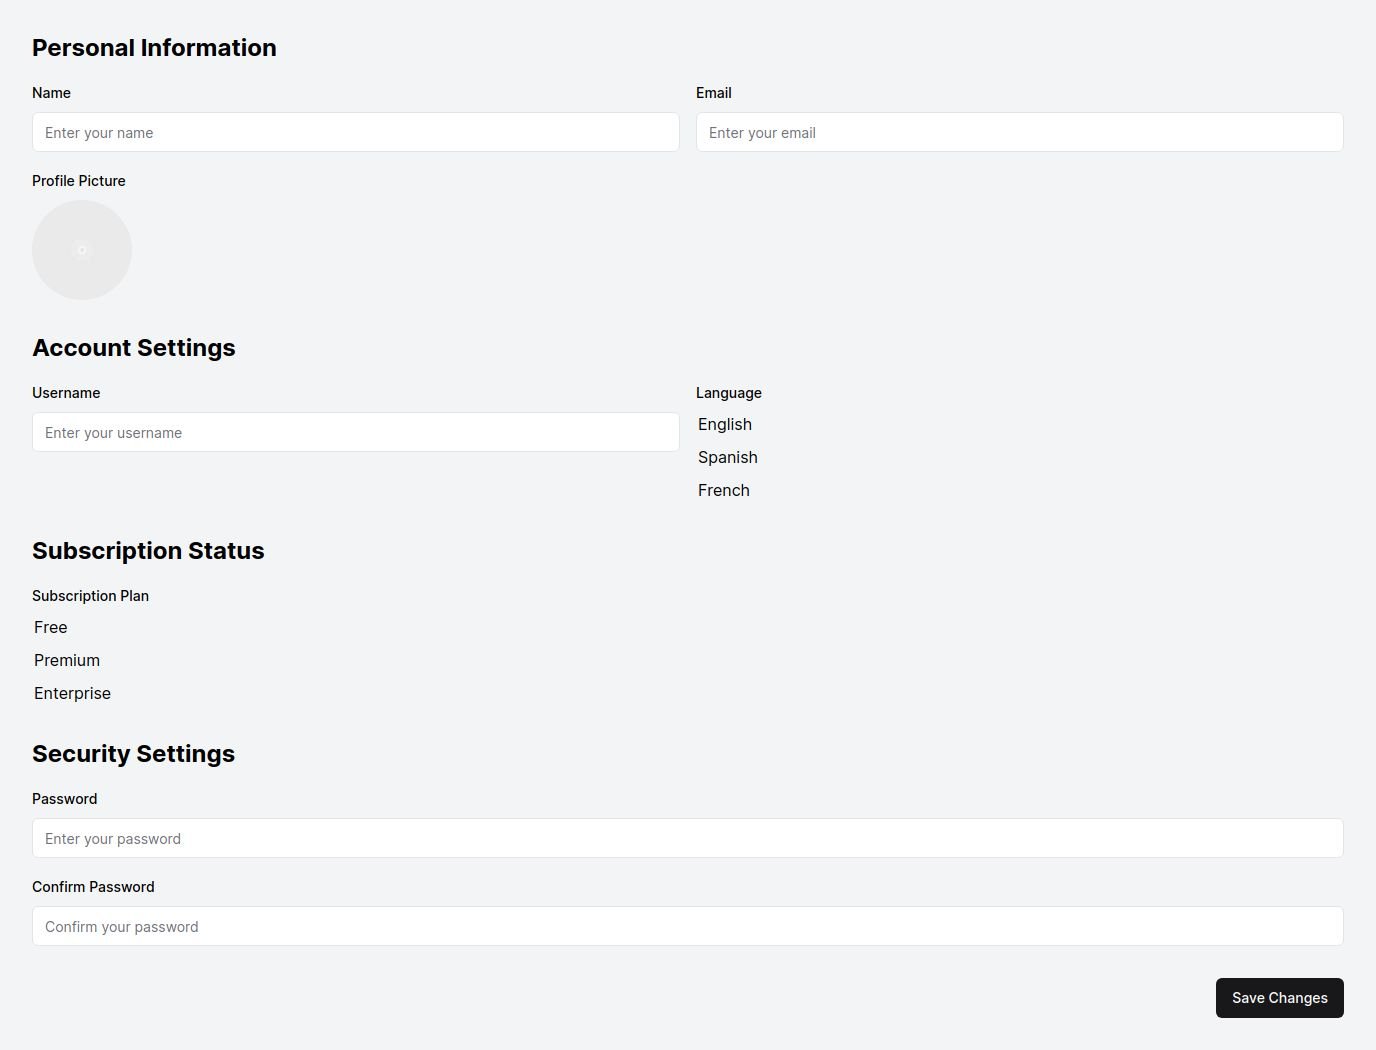 Personal Information
Name
Email
Enter your name
Enter your email
Profile Picture
Account Settings
Username
Language
Enter your username
English
Spanish
French
Subscription Status
Subscription Plan
Free
Premium
Enterprise
Security Settings
Password
Enter your password
Confirm Password
Confirm your password
Save Changes